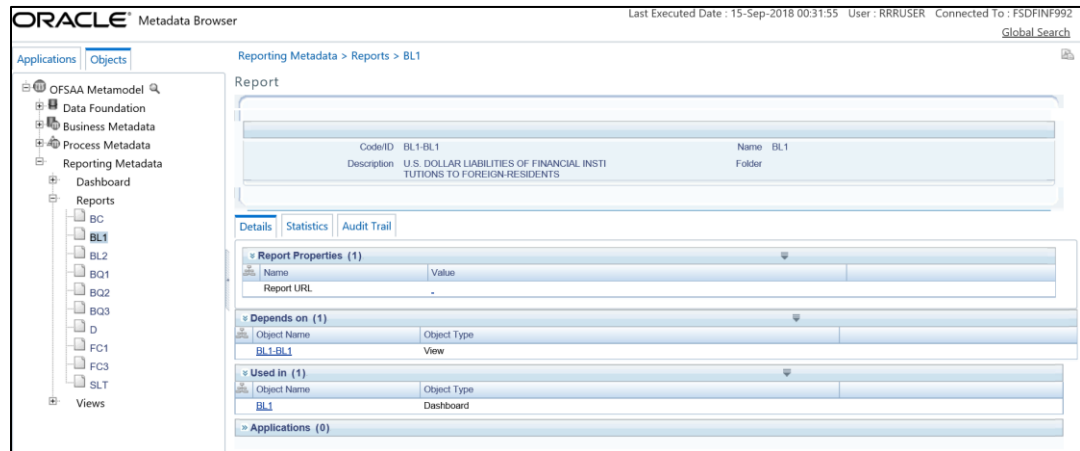 ORACLE® Metadata Browser
Last Executed Date : 15-Sep-2018 00:31:55 User : RRRUSER Connected To : FSDFINF992
Global Search
Applications Objects
OFSAA Metamodel
Data Foundation
Business Metadata
Process Metadata
Reporting Metadata
Dashboard
Reports
BC
BL1
BL2
BQ1
BQ2
BQ3
D
FC1
FC3
SLT
Views
Reporting Metadata > Reports > BL1
Report
Code/ID BL1-BL1 Name BL1
Description U.S. DOLLAR LIABILITIES OF FINANCIAL INSTI Folder
TUTIONS TO FOREIGN-RESIDENTS
Details Statistics Audit Trail
Report Properties (1)
Name Value
Report URL -
Depends on (1)
Object Name Object Type
BL1-BL1 View
Used in (1)
Object Name Object Type
BL1 Dashboard
Applications (0)